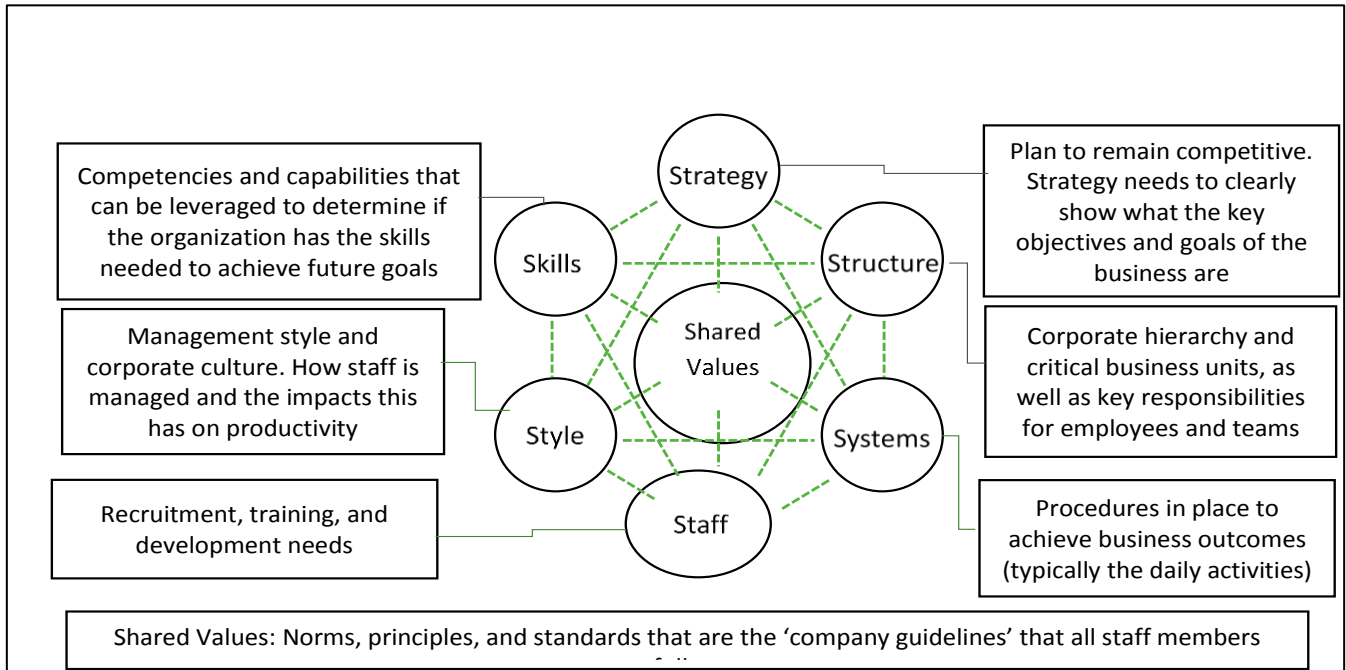 Competencies and capabilities that
can be leveraged to determine if
the organization has the skills
needed to achieve future goals
Management style and
corporate culture. How staff is
managed and the impacts this
has on productivity
Recruitment, training, and
development needs
Strategy
Skills
Structure
Shared
Values
Style
Systems
Staff
Plan to remain competitive.
Strategy needs to clearly
show what the key
objectives and goals of the
business are
Corporate hierarchy and
critical business units, as
well as key responsibilities
for employees and teams
Procedures in place to
achieve business outcomes
(typically the daily activities)
Shared Values: Norms, principles, and standards that are the ‘company guidelines’ that all staff members